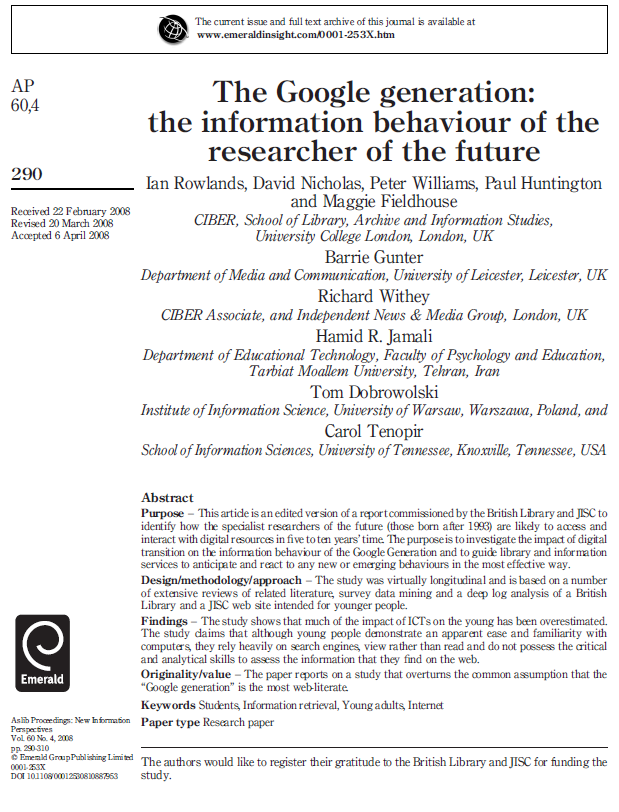 The current issue and full text archive of this journal is available at
www.emeraldinsight.com/0001-253X.htm
AP
60,4
290
Received 22 February 2008
Revised 20 March 2008
Accepted 6 April 2008
The Google generation:
the information behaviour of the
researcher of the future
Ian Rowlands, David Nicholas, Peter Williams, Paul Huntington
and Maggie Fieldhouse
CIBER, School of Library, Archive and Information Studies,
University College London, London, UK
Barrie Gunter
Department of Media and Communication, University of Leicester, Leicester, UK
Richard Withey
CIBER Associate, and Independent News & Media Group, London, UK
Hamid R. Jamali
Department of Educational Technology, Faculty of Psychology and Education,
Tarbiat Moallem University, Tehran, Iran
Tom Dobrowolski
Institute of Information Science, University of Warsaw, Warszawa, Poland, and
Carol Tenopir
School of Information Sciences, University of Tennessee, Knoxville, Tennessee, USA
Abstract
Purpose – This article is an edited version of a report commissioned by the British Library and JISC to
identify how the specialist researchers of the future (those born after 1993) are likely to access and
interact with digital resources in five to ten years' time. The purpose is to investigate the impact of digital
transition on the information behaviour of the Google Generation and to guide library and information
services to anticipate and react to any new or emerging behaviours in the most effective way.
Design/methodology/approach – The study was virtually longitudinal and is based on a number
of extensive reviews of related literature, survey data mining and a deep log analysis of a British
Library and a JISC web site intended for younger people.
Findings – The study shows that much of the impact of ICTs on the young has been overestimated.
The study claims that although young people demonstrate an apparent ease and familiarity with
computers, they rely heavily on search engines, view rather than read and do not possess the critical
and analytical skills to assess the information that they find on the web.
Originality/value – The paper reports on a study that overturns the common assumption that the
"Google generation" is the most web-literate.
Keywords Students, Information retrieval, Young adults, Internet
Paper type Research paper
Emerald
Aslib Proceedings: New Information
Perspectives
Vol. 60 No. 4, 2008
pp. 290-310
© Emerald Group Publishing Limited
0001-253X
DOI 10.1108/00012530810887953
The authors would like to register their gratitude to the British Library and JISC for funding the
study.